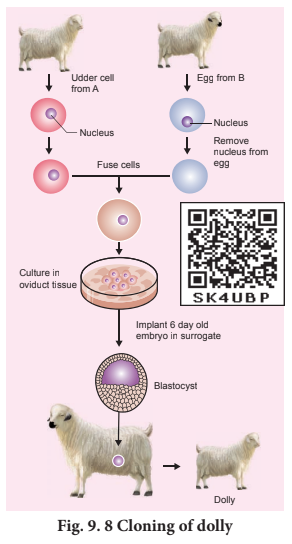 Udder cell
from A
Egg from B
Nucleus
Nucleus
Remove
nucleus from
egg
Fuse cells
SK4UBP
Culture in
oviduct tissue
Implant 6 day old
embryo in surrogate
Blastocyst
Dolly
Fig. 9. 8 Cloning of dolly